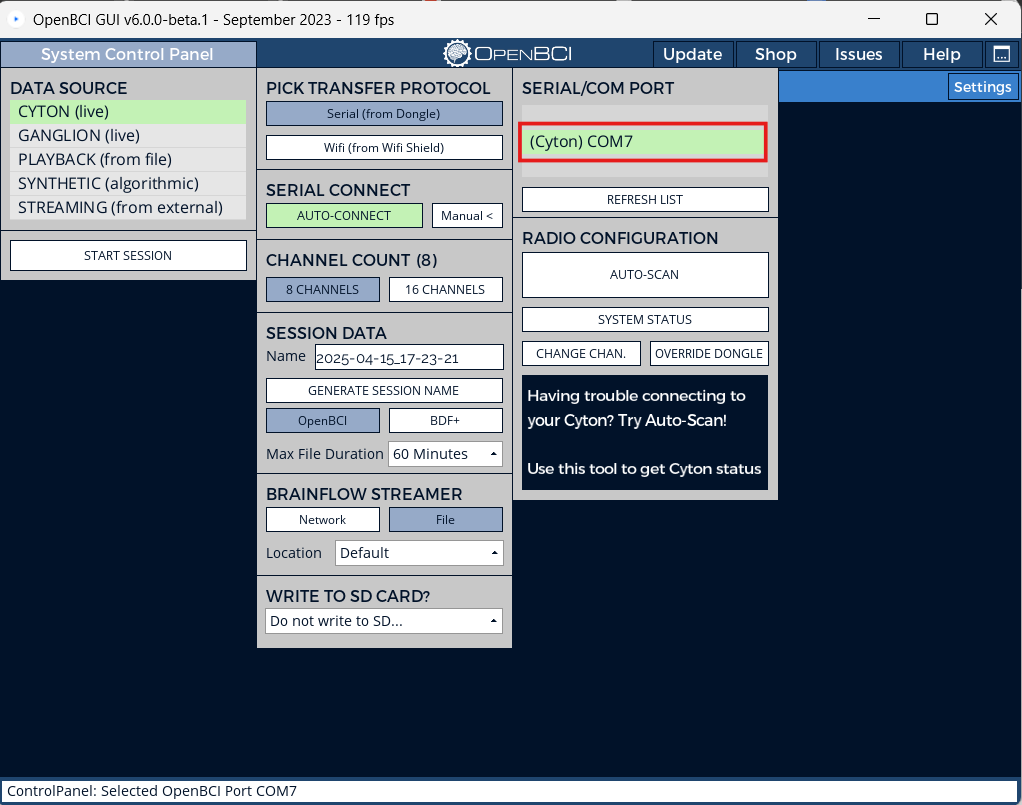 OpenBCI GUI v6.0.0-beta.1 - September 2023 - 119 fps
System Control Panel
OPENBCI
Update
Shop
Issues
Help
Settings
DATA SOURCE
CYTON (live)
GANGLION (live)
PLAYBACK (from file)
SYNTHETIC (algorithmic)
STREAMING (from external)
START SESSION
PICK TRANSFER PROTOCOL
Serial (from Dongle)
Wifi (from Wifi Shield)
SERIAL CONNECT
AUTO-CONNECT
Manual <
CHANNEL COUNT (8)
8 CHANNELS
16 CHANNELS
SESSION DATA
Name 2025-04-15_17-23-21
GENERATE SESSION NAME
OpenBCI
BDF+
Max File Duration 60 Minutes
BRAINFLOW STREAMER
Network
File
Location Default
WRITE TO SD CARD?
Do not write to SD...
SERIAL/COM PORT
(Cyton) COM7
REFRESH LIST
RADIO CONFIGURATION
AUTO-SCAN
SYSTEM STATUS
CHANGE CHAN.
OVERRIDE DONGLE
Having trouble connecting to
your Cyton? Try Auto-Scan!
Use this tool to get Cyton status
ControlPanel: Selected OpenBCI Port COM7